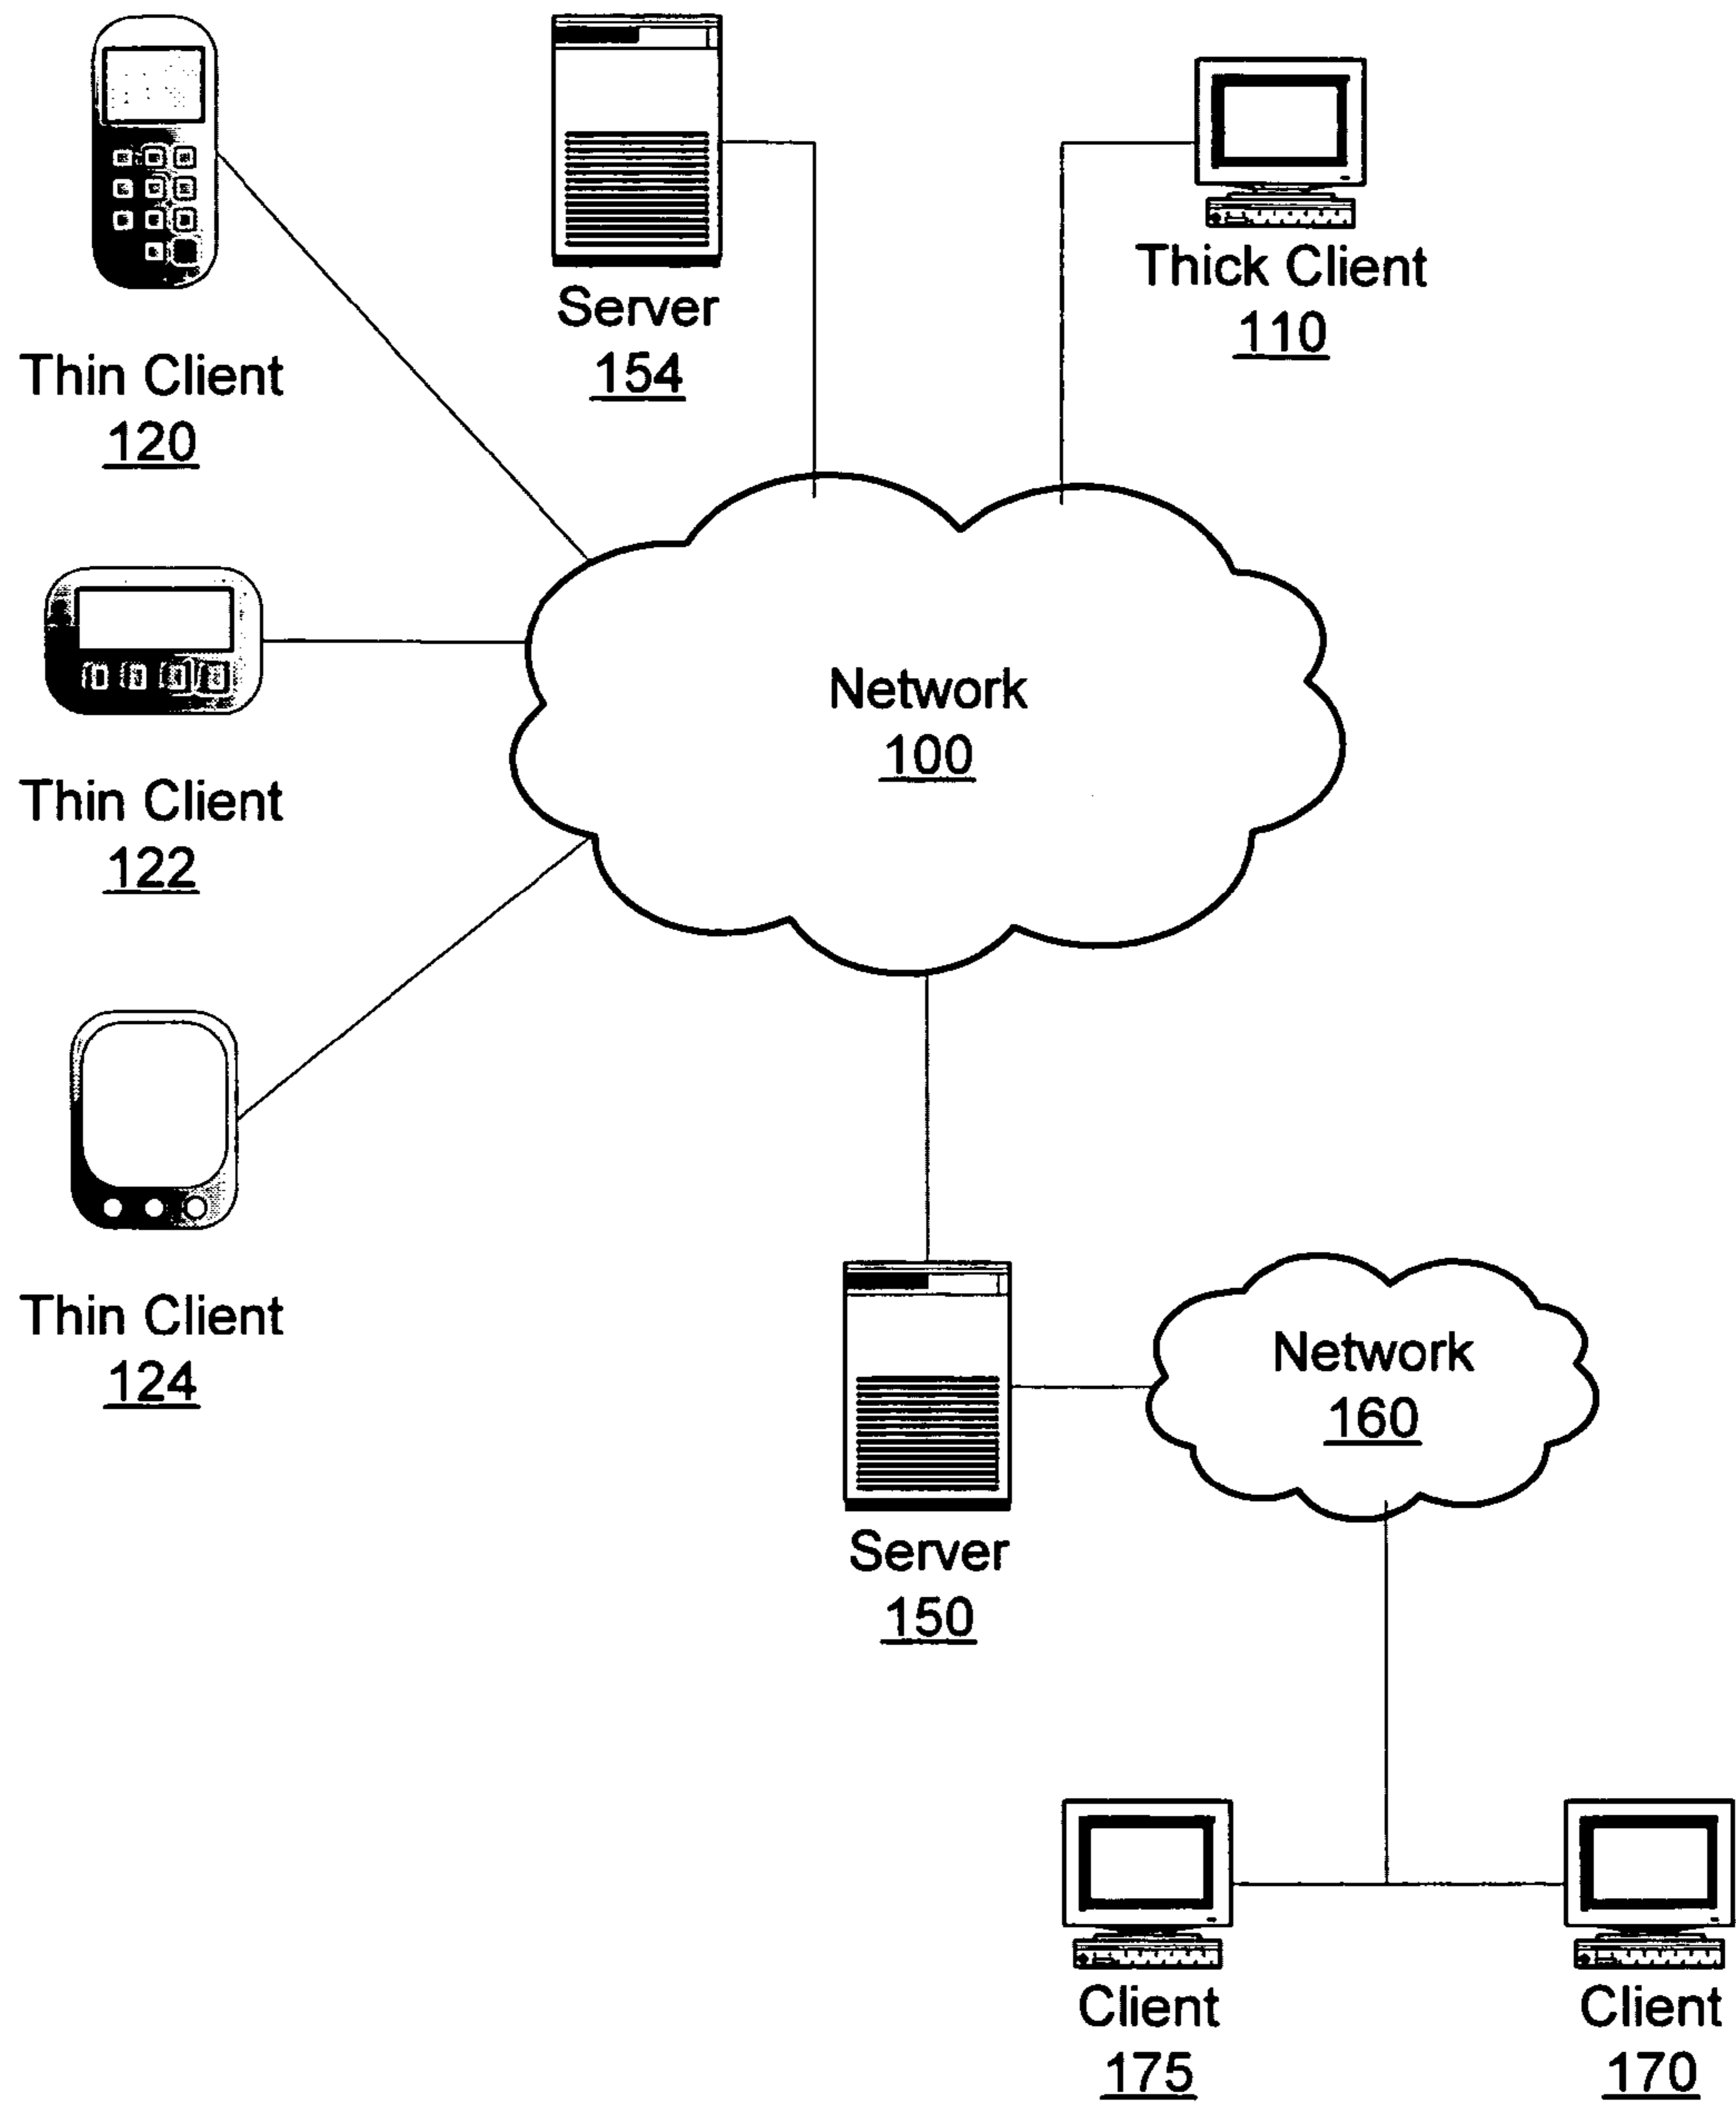 Thin Client
120
Server
154
Thick Client
110
Thin Client
122
Network
100
Thin Client
124
Network
160
Server
150
Client
175
Client
170